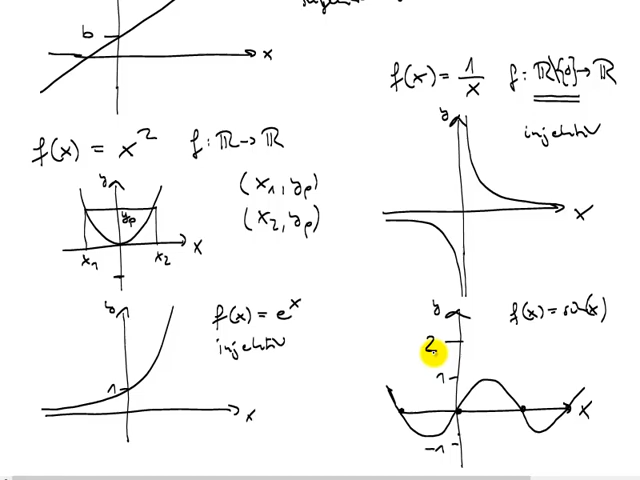 b
x
f(x) = 1/x f: ℝ\{0} → ℝ
injektiv
y
x
f(x) = x² f: ℝ → ℝ
y
yₚ
x₁ x₂
x
(x₁, yₚ)
(x₂, yₚ)
y
f(x) = eˣ
injektiv
1
x
y
f(x) = sin(x)
2
1
x
-1